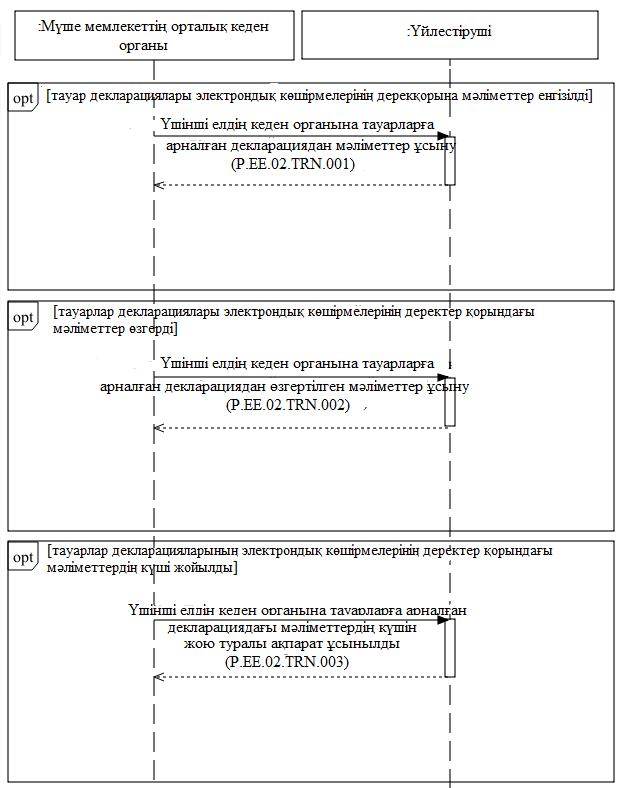 :Мүше мемлекеттің орталық кеден
органы
:Үйлестіруші
opt [тауар декларациялары электрондық көшірмелерінің дерекқорына мәліметтер енгізілді]
Үшінші елдің кеден органына тауарларға
арналған декларациядан мәліметтер ұсыну
(P.EE.02.TRN.001)
opt [тауарлар декларациялары электрондық көшірмелерінің деректер қорындағы
мәліметтер өзгерді]
Үшінші елдің кеден органына тауарларға
арналған декларациядан өзгертілген мәліметтер ұсыну
(P.EE.02.TRN.002)
opt [тауарлар декларацияларының электрондық көшірмелерінің деректер қорындағы
мәліметтердің күші жойылды]
Үшінші елдің кеден органына тауарларға арналған
декларациядағы мәліметтердің күшін
жою туралы ақпарат ұсынылды
(P.EE.02.TRN.003)